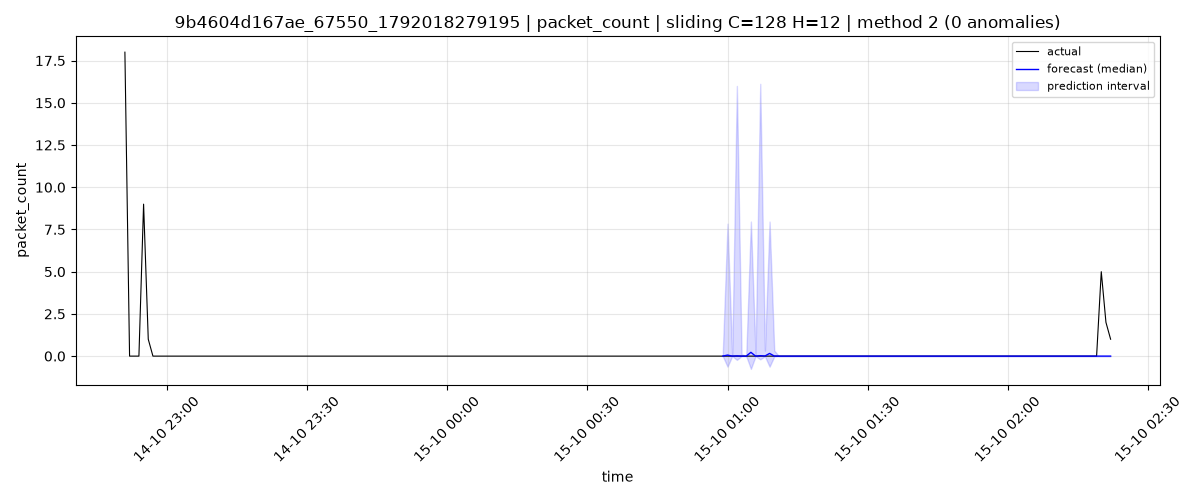 9b4604d167ae_67550_1792018279195 | packet_count | sliding C=128 H=12 | method 2 (0 anomalies)
actual
forecast (median)
prediction interval
packet_count
17.5
15.0
12.5
10.0
7.5
5.0
2.5
0.0
14-10 23:00
14-10 23:30
15-10 00:00
15-10 00:30
15-10 01:00
15-10 01:30
15-10 02:00
15-10 02:30
time